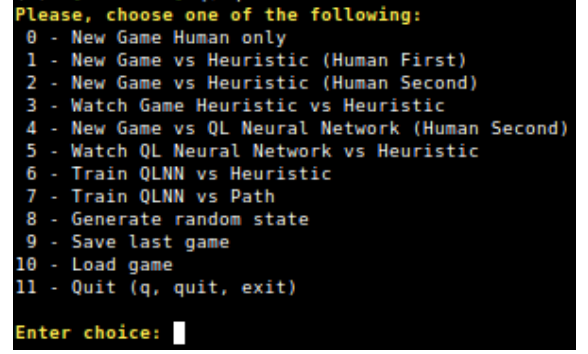 Please, choose one of the following:
0 - New Game Human only
1 - New Game vs Heuristic (Human First)
2 - New Game vs Heuristic (Human Second)
3 - Watch Game Heuristic vs Heuristic
4 - New Game vs QL Neural Network (Human Second)
5 - Watch QL Neural Network vs Heuristic
6 - Train QLNN vs Heuristic
7 - Train QLNN vs Path
8 - Generate random state
9 - Save last game
10 - Load game
11 - Quit (q, quit, exit)
Enter choice: